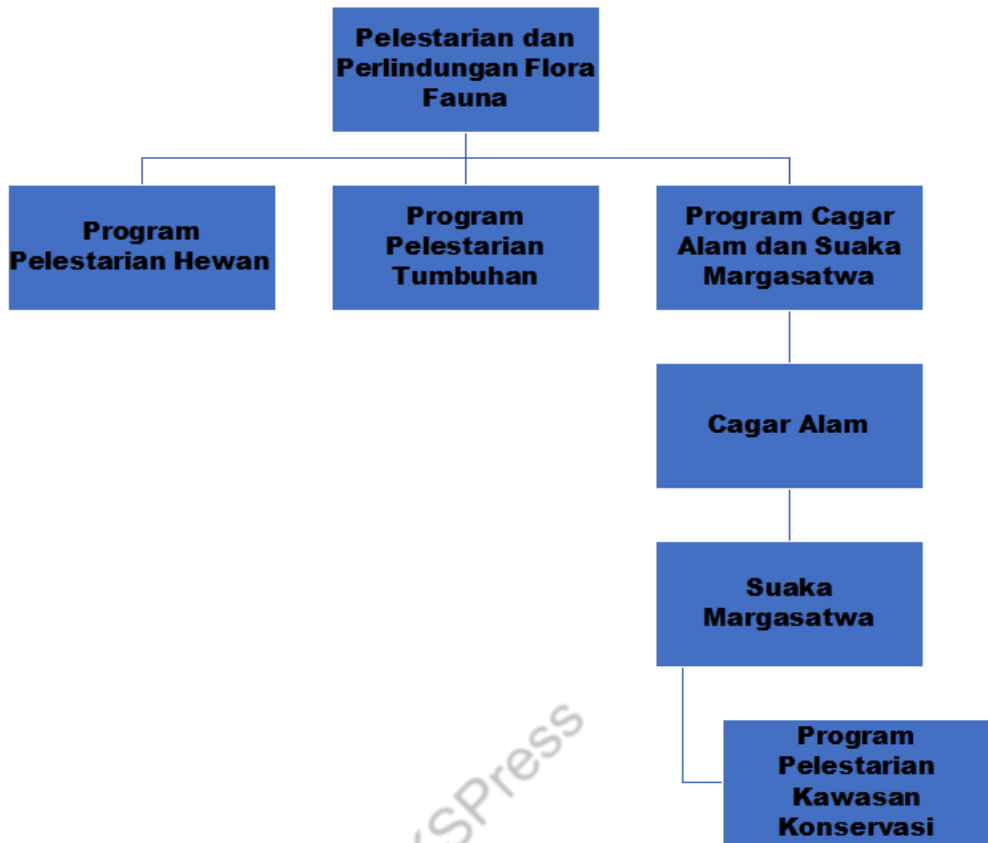 Pelestarian dan
Perlindungan Flora
Fauna
Program
Pelestarian Hewan
Program
Pelestarian
Tumbuhan
Program Cagar
Alam dan Suaka
Margasatwa
Cagar Alam
Suaka
Margasatwa
Program
Pelestarian
Kawasan
Konservasi